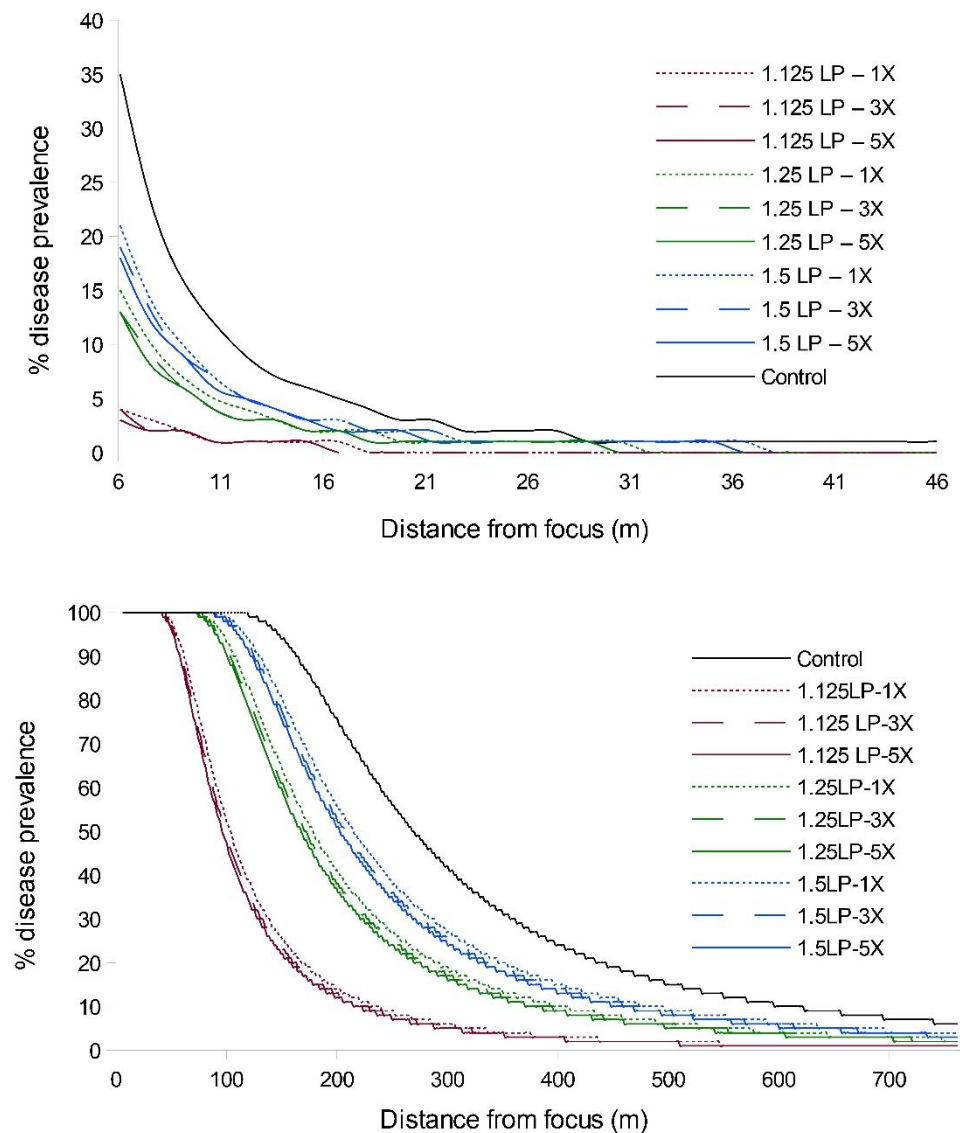 40
35
30
25
20
15
10
5
0
% disease prevalence
1.125 LP – 1X
1.125 LP – 3X
1.125 LP – 5X
1.25 LP – 1X
1.25 LP – 3X
1.25 LP – 5X
1.5 LP – 1X
1.5 LP – 3X
1.5 LP – 5X
Control
6 11 16 21 26 31 36 41 46
Distance from focus (m)
100
90
80
70
60
50
40
30
20
10
0
% disease prevalence
Control
1.125LP-1X
1.125 LP-3X
1.125 LP-5X
1.25LP-1X
1.25LP-3X
1.25LP-5X
1.5LP-1X
1.5LP-3X
1.5LP-5X
0 100 200 300 400 500 600 700
Distance from focus (m)